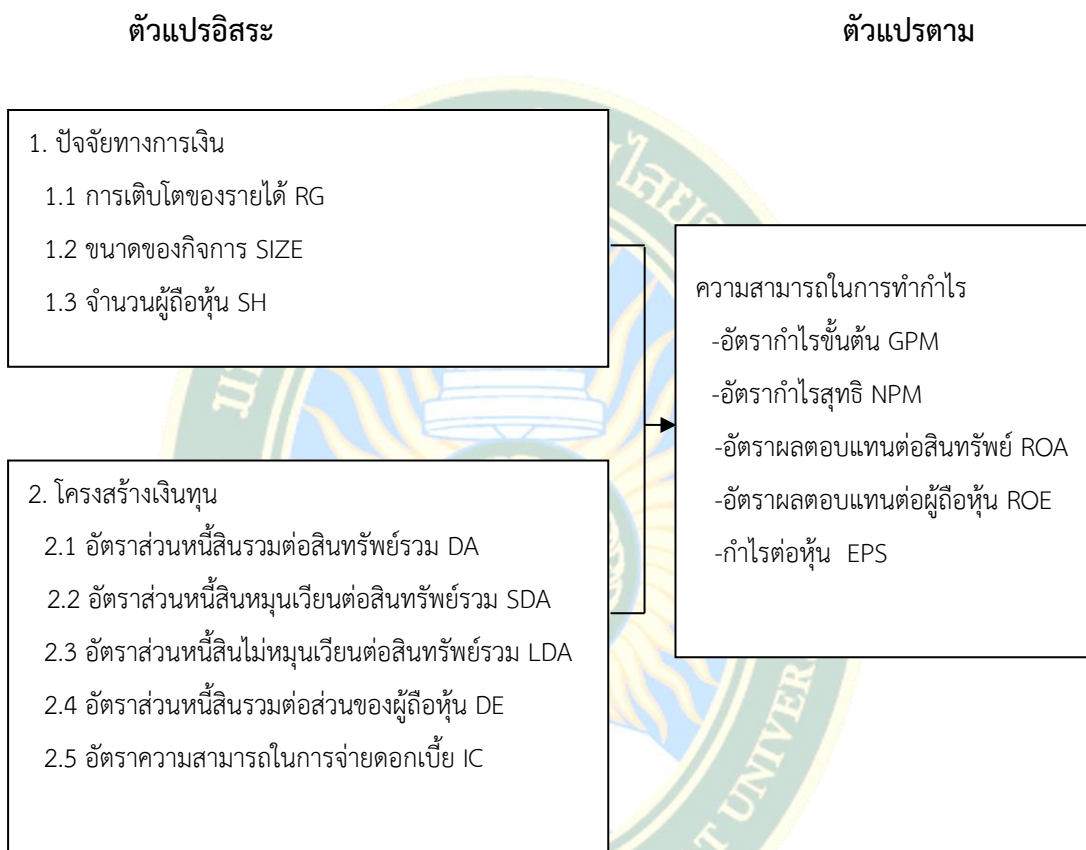 ตัวแปรอิสระ
ตัวแปรตาม
1. ปัจจัยทางการเงิน
1.1 การเติบโตของรายได้ RG
1.2 ขนาดของกิจการ SIZE
1.3 จำนวนผู้ถือหุ้น SH
2. โครงสร้างเงินทุน
2.1 อัตราส่วนหนี้สินรวมต่อสินทรัพย์รวม DA
2.2 อัตราส่วนหนี้สินหมุนเวียนต่อสินทรัพย์รวม SDA
2.3 อัตราส่วนหนี้สินไม่หมุนเวียนต่อสินทรัพย์รวม LDA
2.4 อัตราส่วนหนี้สินรวมต่อส่วนของผู้ถือหุ้น DE
2.5 อัตราความสามารถในการจ่ายดอกเบี้ย IC
ความสามารถในการทำกำไร
-อัตรากำไรขั้นต้น GPM
-อัตรากำไรสุทธิ NPM
-อัตราผลตอบแทนต่อสินทรัพย์ ROA
-อัตราผลตอบแทนต่อผู้ถือหุ้น ROE
-กำไรต่อหุ้น EPS